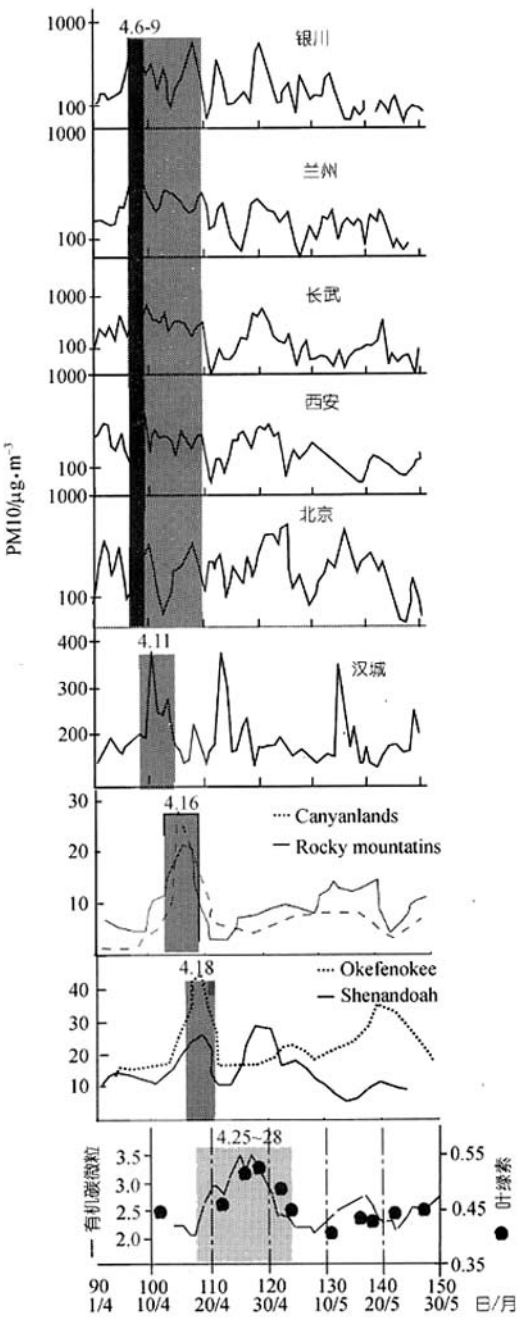 1000
4.6-9
银川
100
1000
兰州
100
1000
长武
100
1000
西安
100
1000
北京
100
PM10/μg•m⁻³
400
4.11
汉城
300
200
30
4.16
Canyanlands
Rocky mountatins
20
10
4.18
Okefenokee
Shenandoah
40
30
20
10
4.25~28
3.5
3.0
2.5
2.0
有机碳微粒
0.55
0.45
0.35
叶绿素
90 100 110 120 130 140 150
1/4 10/4 20/4 30/4 10/5 20/5 30/5 日/月